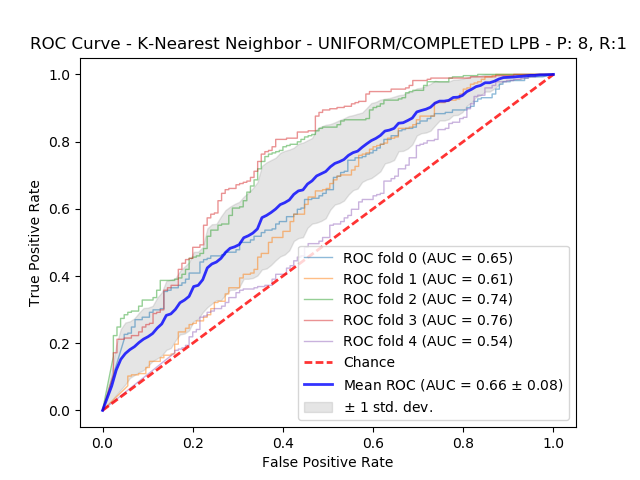 ROC Curve - K-Nearest Neighbor - UNIFORM/COMPLETED LPB - P: 8, R:1
True Positive Rate
1.0
0.8
0.6
0.4
0.2
0.0
ROC fold 0 (AUC = 0.65)
ROC fold 1 (AUC = 0.61)
ROC fold 2 (AUC = 0.74)
ROC fold 3 (AUC = 0.76)
ROC fold 4 (AUC = 0.54)
Chance
Mean ROC (AUC = 0.66 ± 0.08)
± 1 std. dev.
0.0 0.2 0.4 0.6 0.8 1.0
False Positive Rate